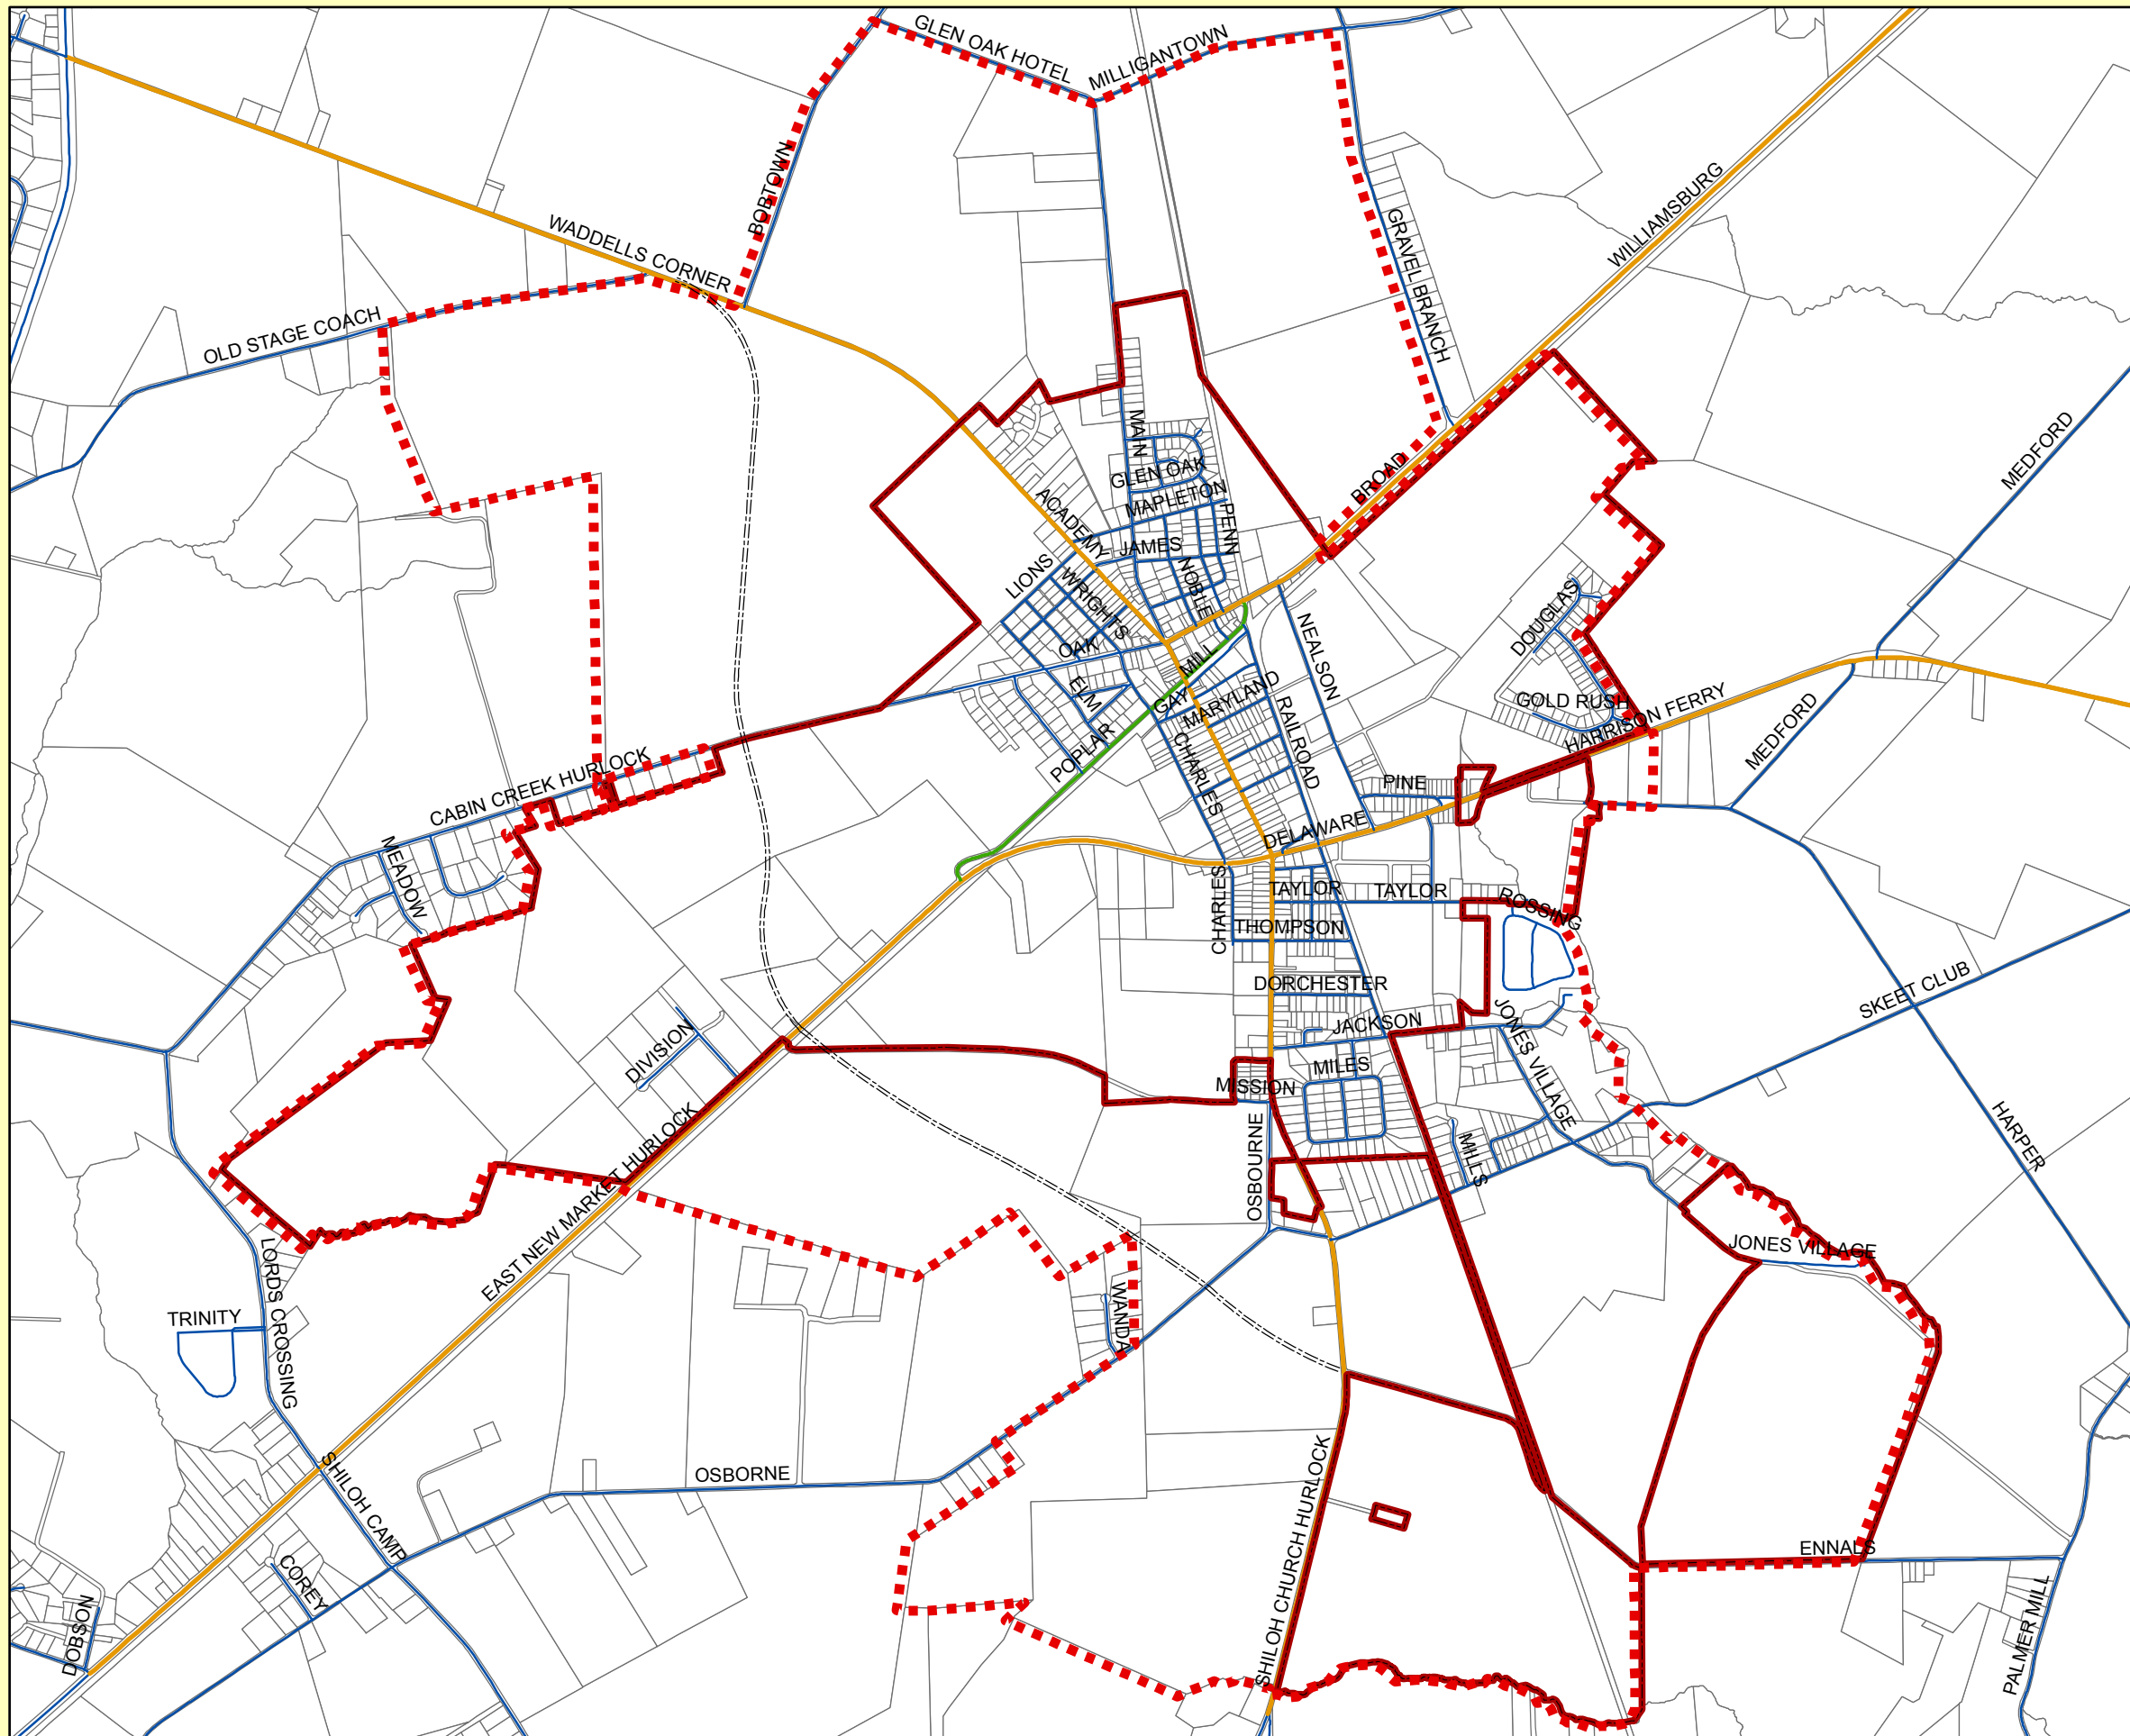 GLEN OAK HOTEL
MILLIGANTOWN
BOBTOWN
WADDELLS CORNER
OLD STAGE COACH
GRAVEL BRANCH
WILLIAMSBURG
MEDFORD
MAIN
GLEN OAK
MAPLETON
PENN
BROAD
ACADEMY
JAMES
LIONS
WRIGHTS
NOBLE
OAK
MILL
NEALSON
DOUGLAS
ELM
GAY
MARYLAND
RAILROAD
GOLD RUSH
HARRISON FERRY
MEDFORD
POPLAR
CHARLES
PINE
CABIN CREEK HURLOCK
DELAWARE
MEADOW
CHARLES
TAYLOR
TAYLOR
ROSSING
THOMPSON
DORCHESTER
SKEET CLUB
JACKSON
JONES VILLAGE
DIVISION
MISSION
MILES
EAST NEW MARKET HURLOCK
OSBOURNE
MILLS
HARPER
JONES VILLAGE
LORDS CROSSING
TRINITY
WANDA
SHILOH CAMP
OSBORNE
SHILOH CHURCH HURLOCK
ENNALS
COREY
DOBSON
PALMER MILL